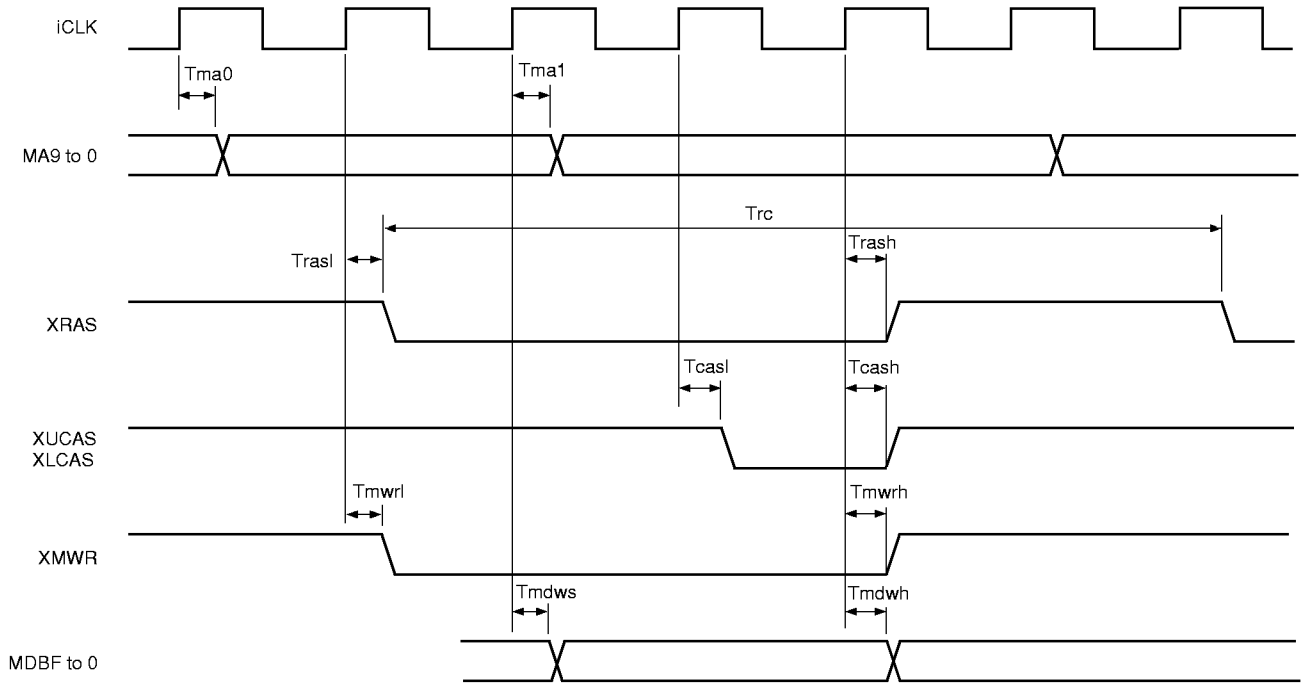 iCLK
Tma0
Tma1
MA9 to 0
Trc
Trasl
Trash
XRAS
Tcasl
Tcash
XUCAS
XLCAS
Tmwrl
Tmwrh
XMWR
Tmdws
Tmdwh
MDBF to 0